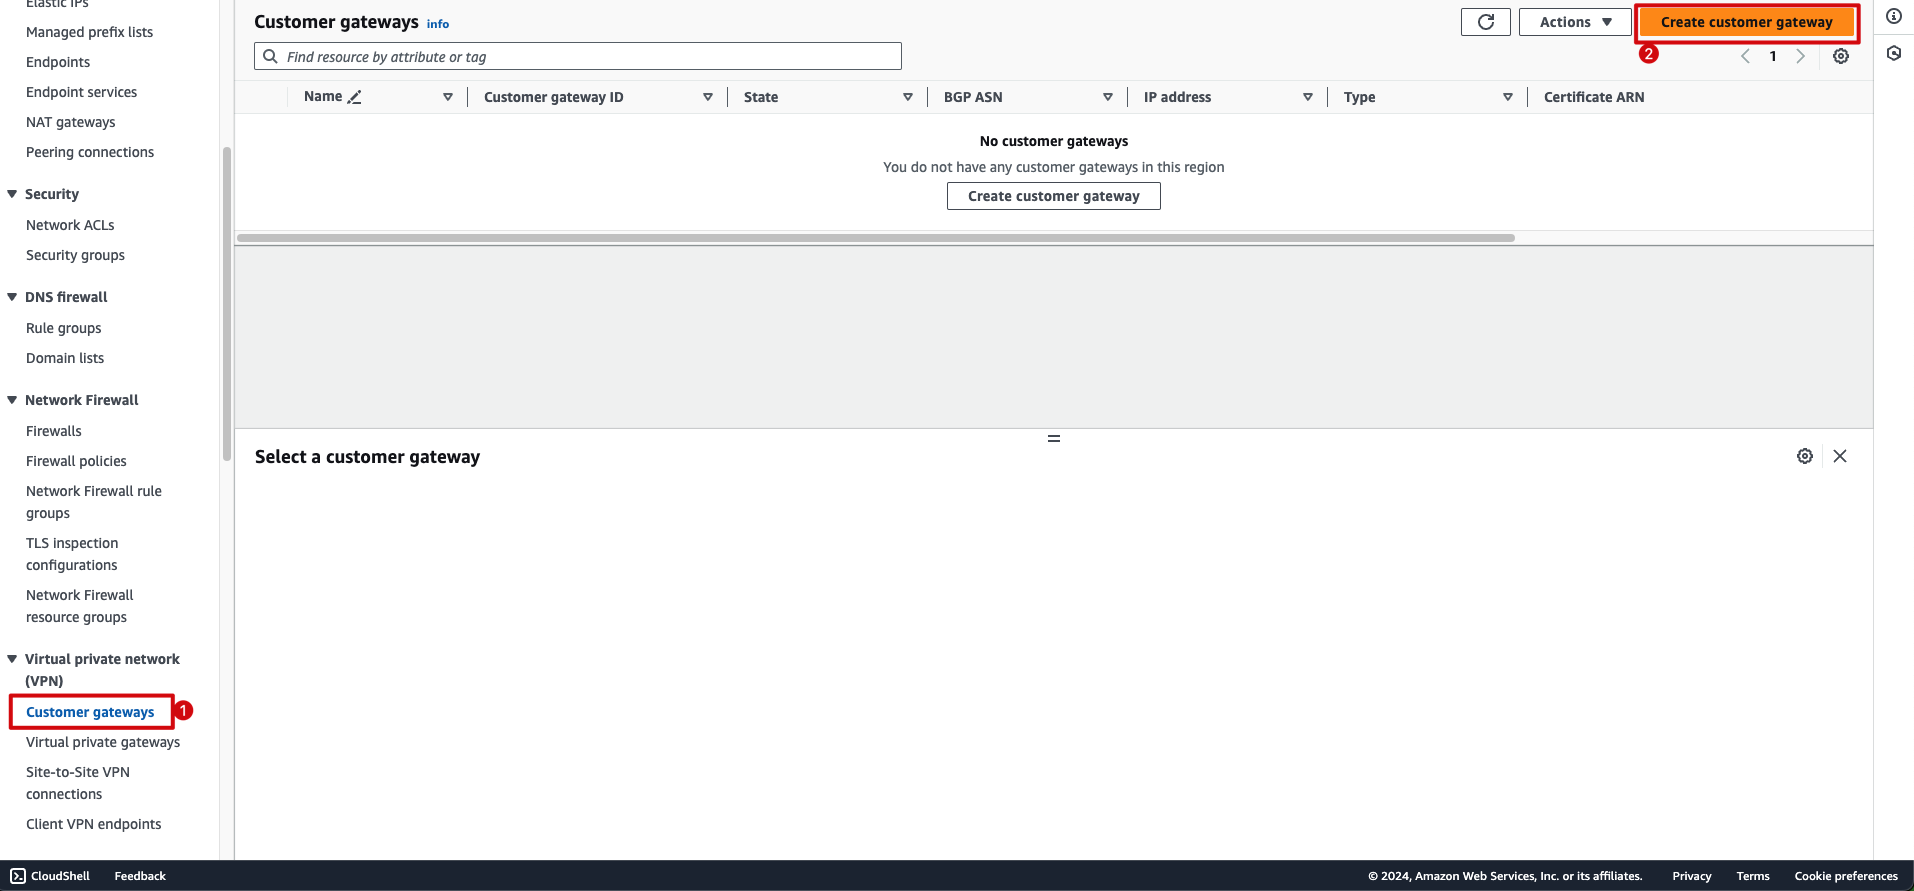 Elastic IPs
Managed prefix lists
Endpoints
Endpoint services
NAT gateways
Peering connections
Security
Network ACLs
Security groups
DNS firewall
Rule groups
Domain lists
Network Firewall
Firewalls
Firewall policies
Network Firewall rule
groups
TLS inspection
configurations
Network Firewall
resource groups
Virtual private network
(VPN)
Customer gateways
1
Virtual private gateways
Site-to-Site VPN
connections
Client VPN endpoints
Customer gateways info
Actions
Create customer gateway
2
Find resource by attribute or tag
1
Name
Customer gateway ID
State
BGP ASN
IP address
Type
Certificate ARN
No customer gateways
You do not have any customer gateways in this region
Create customer gateway
Select a customer gateway
CloudShell
Feedback
© 2024, Amazon Web Services, Inc. or its affiliates.
Privacy
Terms
Cookie preferences